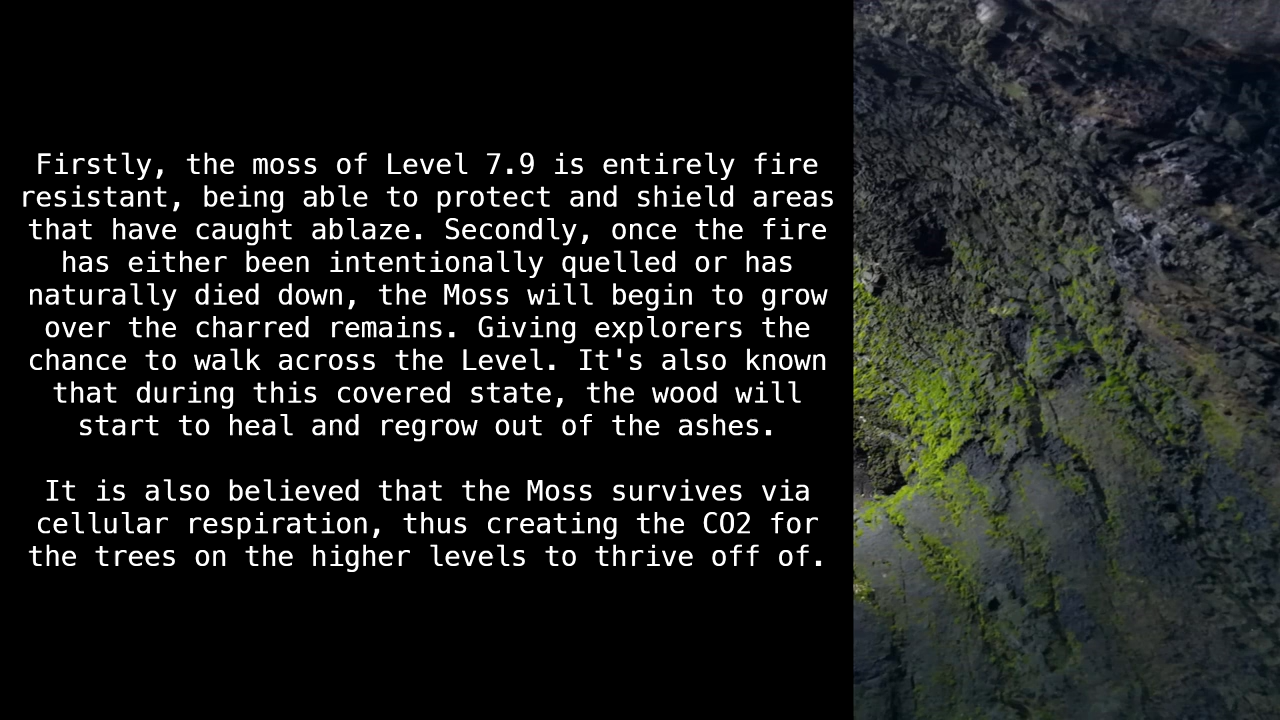 Firstly, the moss of Level 7.9 is entirely fire
resistant, being able to protect and shield areas
that have caught ablaze. Secondly, once the fire
has either been intentionally quelled or has
naturally died down, the Moss will begin to grow
over the charred remains. Giving explorers the
chance to walk across the Level. It's also known
that during this covered state, the wood will
start to heal and regrow out of the ashes.
It is also believed that the Moss survives via
cellular respiration, thus creating the CO2 for
the trees on the higher levels to thrive off of.